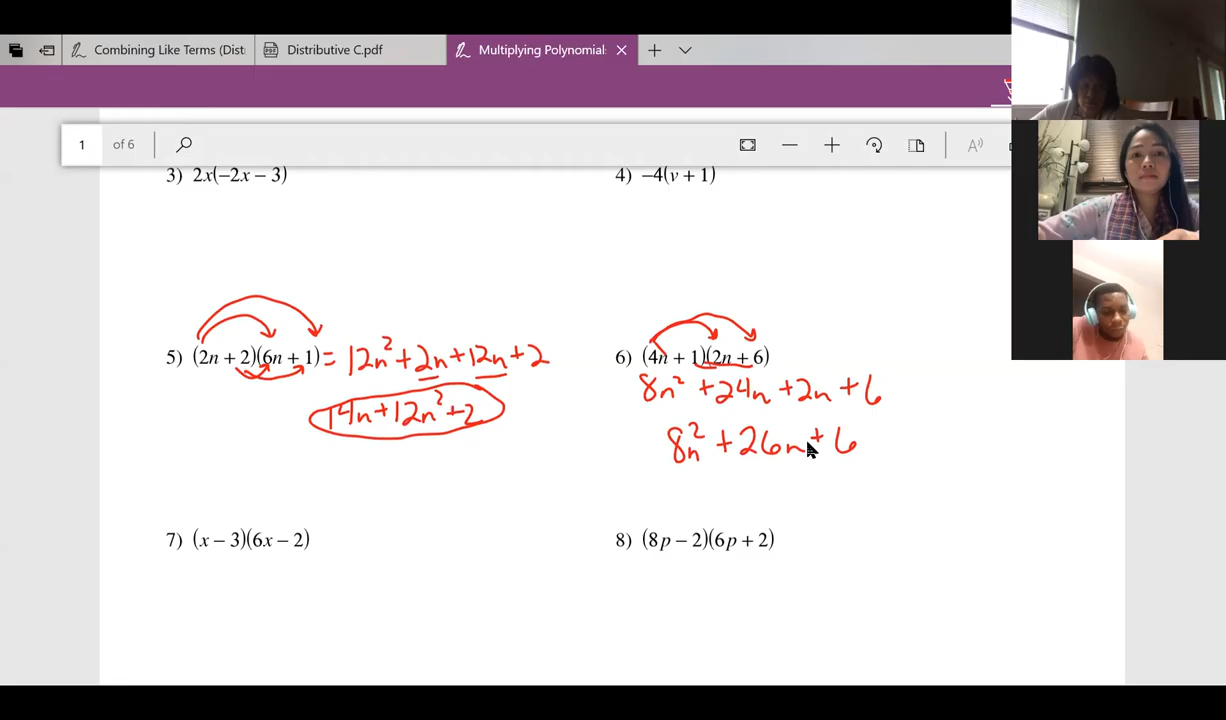 Combining Like Terms (Dist
Distributive C.pdf
Multiplying Polynomials
1 of 6
3) 2x(−2x − 3)
4) −4(v + 1)
5) (2n + 2)(6n + 1) = 12n² + 2n + 12n + 2
14n + 12n² + 2
6) (4n + 1)(2n + 6)
8n² + 24n + 2n + 6
8n² + 26n + 6
7) (x − 3)(6x − 2)
8) (8p − 2)(6p + 2)